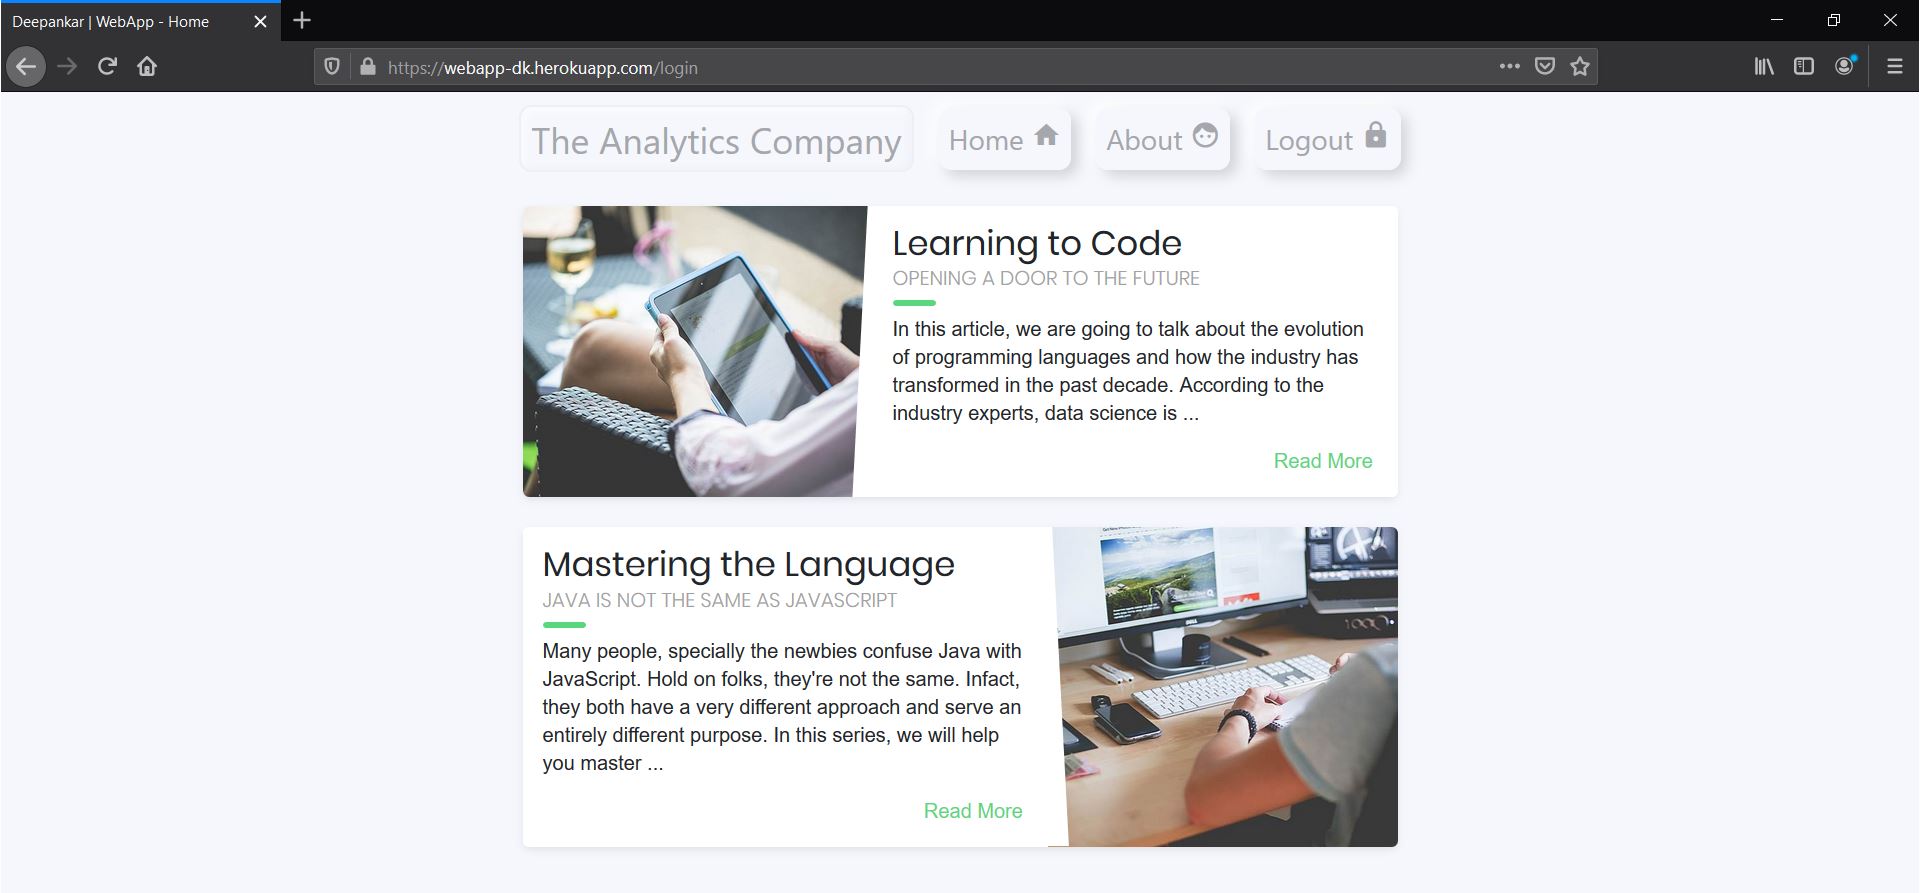 Deepankar | WebApp - Home
https://webapp-dk.herokuapp.com/login
The Analytics Company
Home
About
Logout
Learning to Code
OPENING A DOOR TO THE FUTURE
In this article, we are going to talk about the evolution
of programming languages and how the industry has
transformed in the past decade. According to the
industry experts, data science is ...
Read More
Mastering the Language
JAVA IS NOT THE SAME AS JAVASCRIPT
Many people, specially the newbies confuse Java with
JavaScript. Hold on folks, they're not the same. Infact,
they both have a very different approach and serve an
entirely different purpose. In this series, we will help
you master ...
Read More
DELL